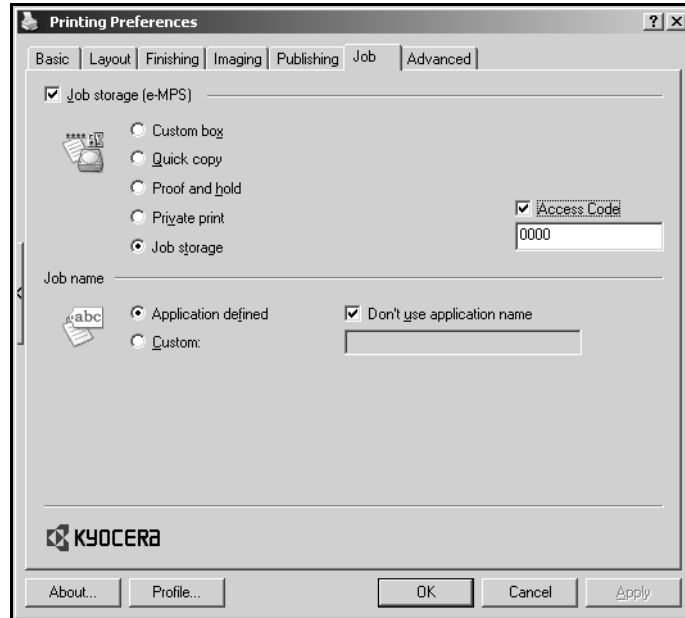 Printing Preferences
Basic Layout Finishing Imaging Publishing Job Advanced
Job storage (e-MPS)
Custom box
Quick copy
Proof and hold
Private print
Access Code
Job storage
0000
Job name
abc
Application defined
Don't use application name
Custom:
KYOCERA
About... Profile... OK Cancel Apply